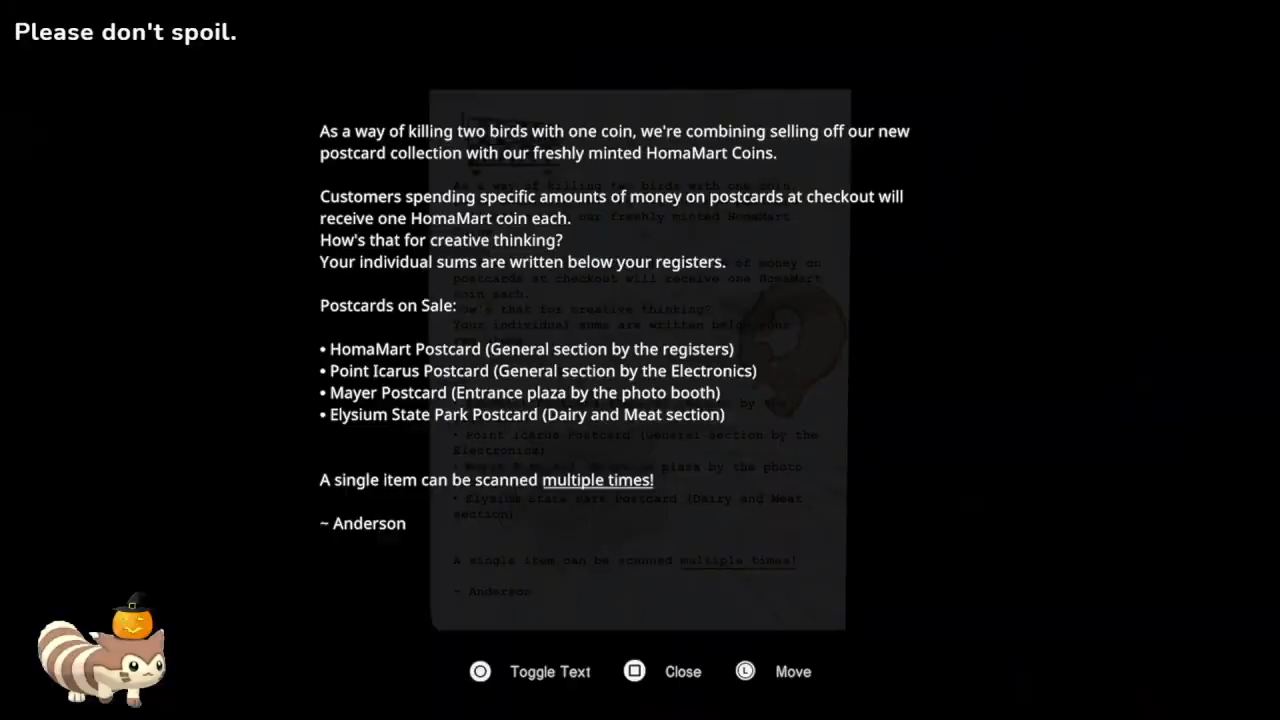 Please don't spoil.
As a way of killing two birds with one coin, we're combining selling off our new
postcard collection with our freshly minted HomaMart Coins.
Customers spending specific amounts of money on postcards at checkout will
receive one HomaMart coin each.
How's that for creative thinking?
Your individual sums are written below your registers.
Postcards on Sale:
• HomaMart Postcard (General section by the registers)
• Point Icarus Postcard (General section by the Electronics)
• Mayer Postcard (Entrance plaza by the photo booth)
• Elysium State Park Postcard (Dairy and Meat section)
A single item can be scanned multiple times!
~ Anderson
Toggle Text
Close
L
Move